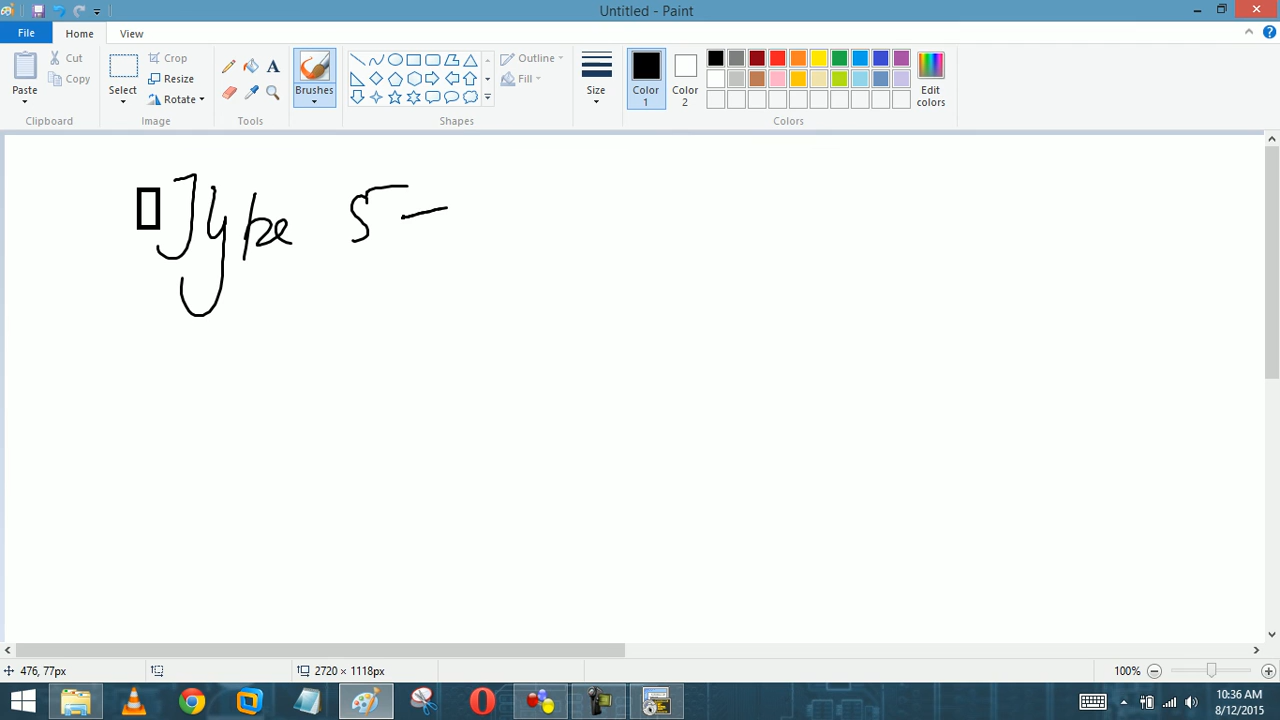 Untitled - Paint
File
Home
View
Paste
Cut
Copy
Clipboard
Select
Crop
Resize
Rotate
Image
Tools
Brushes
Outline
Fill
Shapes
Size
Color 1
Color 2
Edit colors
Colors
Type 5 -
476, 77px
2720 × 1118px
100%
10:36 AM
8/12/2015